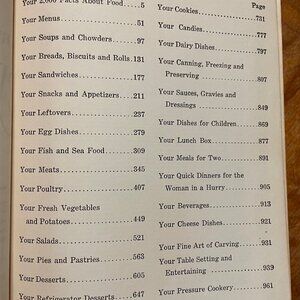 Your 2,000 Facts About Food.....5
Your Menus..................51
Your Soups and Chowders......97
Your Breads, Biscuits and Rolls.131
Your Sandwiches..............177
Your Snacks and Appetizers....211
Your Leftovers................237
Your Egg Dishes..............279
Your Fish and Sea Food.......309
Your Meats...................345
Your Poultry.................407
Your Fresh Vegetables
and Potatoes................449
Your Salads..................521
Your Pies and Pastries........563
Your Desserts................605
Your Refrigerator Desserts....647
Page
Your Cookies..................731
Your Candies.................777
Your Dairy Dishes.............797
Your Canning, Freezing and
Preserving..................807
Your Sauces, Gravies and
Dressings...................849
Your Dishes for Children......869
Your Lunch Box...............877
Your Meals for Two...........891
Your Quick Dinners for the
Woman in a Hurry...........905
Your Beverages...............913
Your Cheese Dishes...........921
Your Fine Art of Carving......931
Your Table Setting and
Entertaining................939
Your Pressure Cookery........961